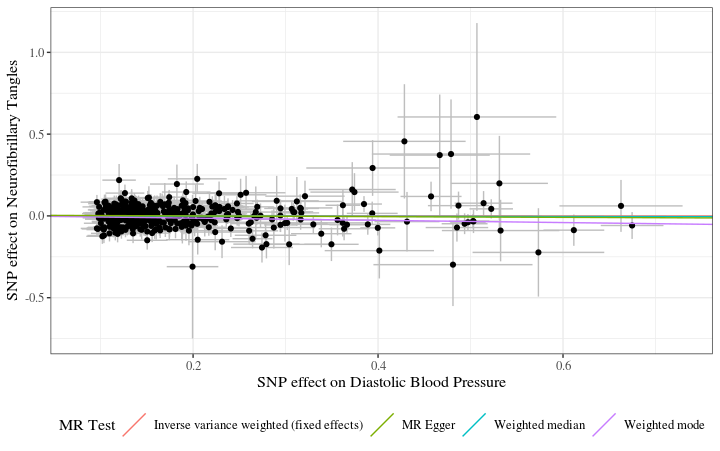 SNP effect on Neurofibrillary Tangles
1.0
0.5
0.0
-0.5
0.2
0.4
0.6
SNP effect on Diastolic Blood Pressure
MR Test
Inverse variance weighted (fixed effects)
MR Egger
Weighted median
Weighted mode